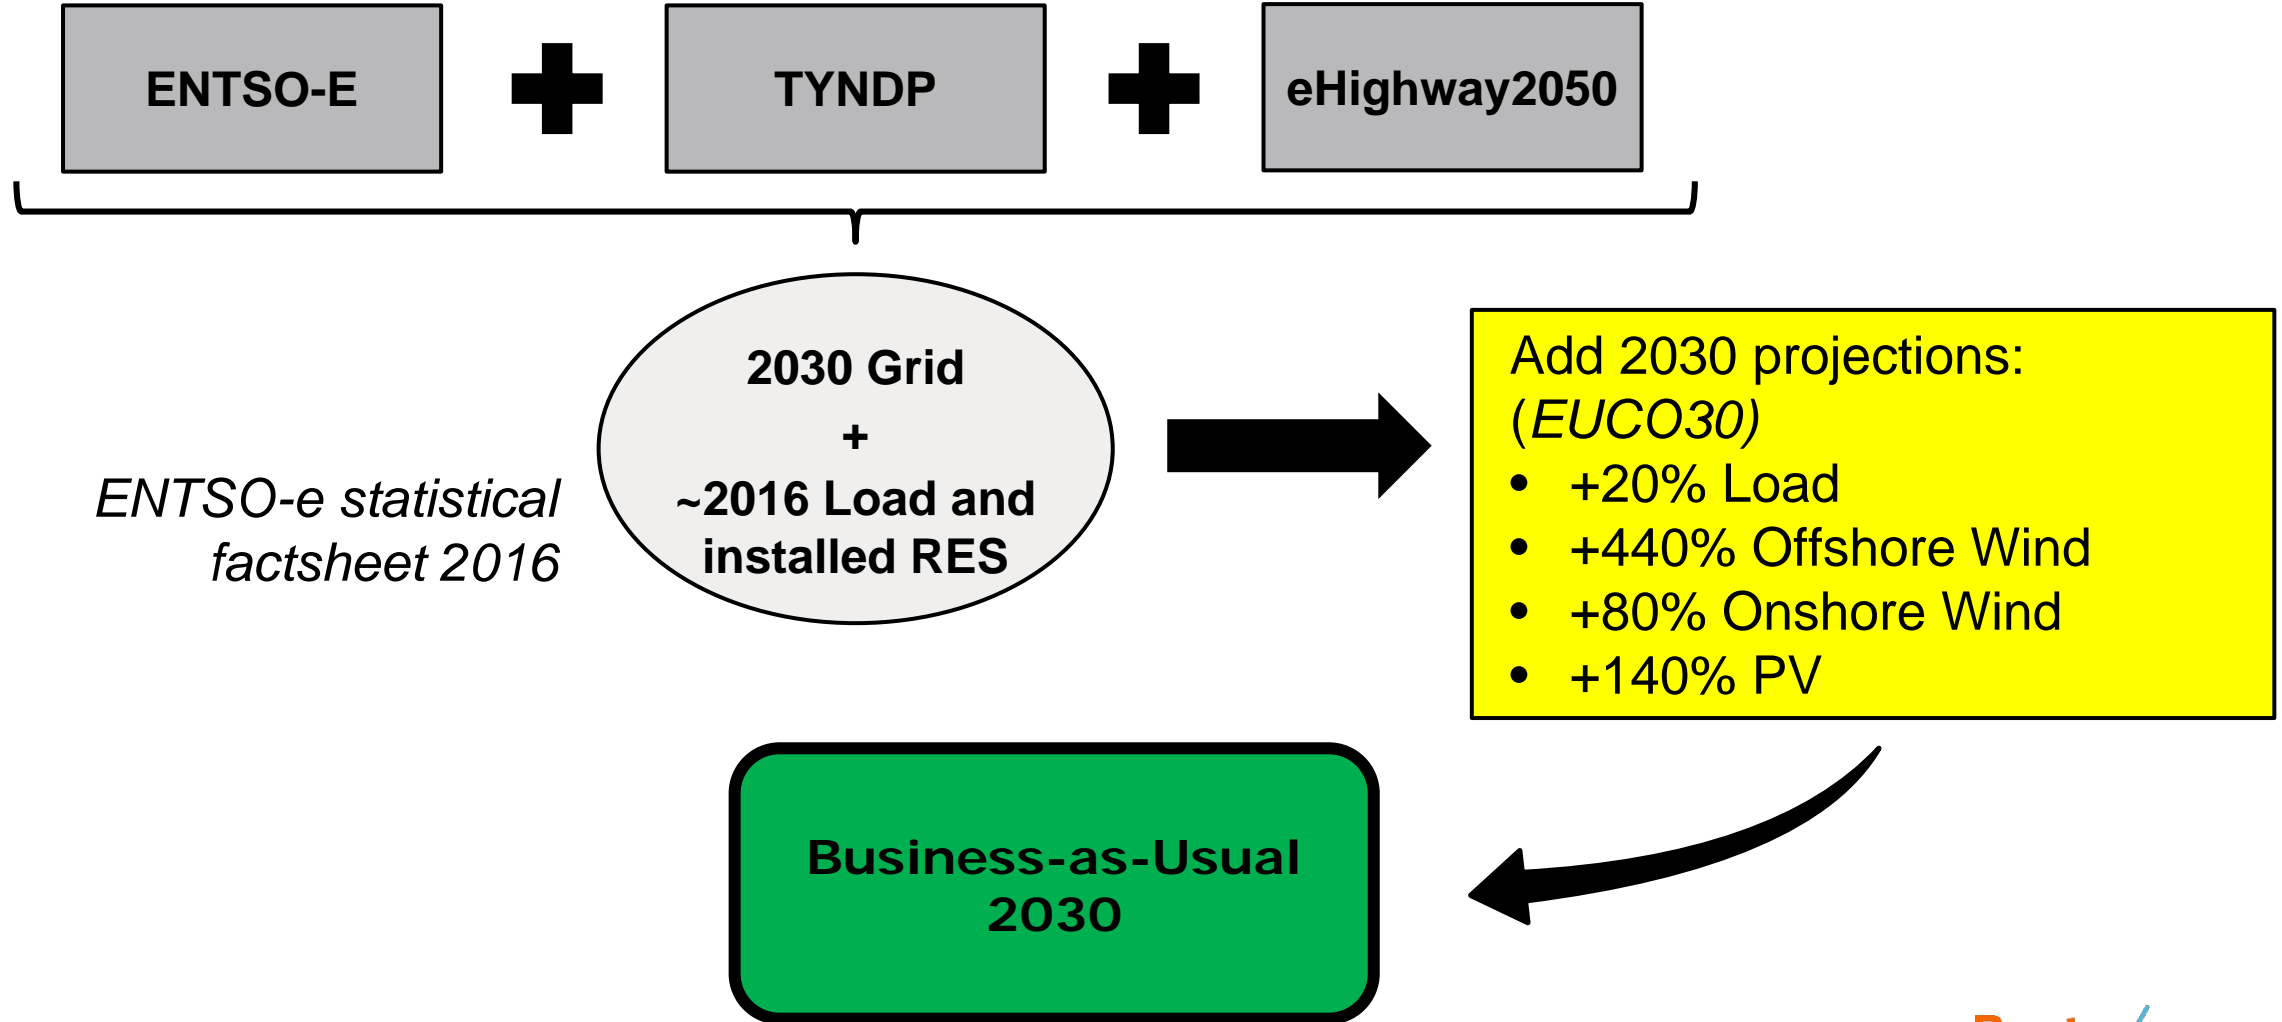 ENTSO-E
TYNDP
eHighway2050
2030 Grid
+
~2016 Load and
installed RES
ENTSO-e statistical
factsheet 2016
Add 2030 projections:
(EUCO30)
• +20% Load
• +440% Offshore Wind
• +80% Onshore Wind
• +140% PV
Business-as-Usual
2030